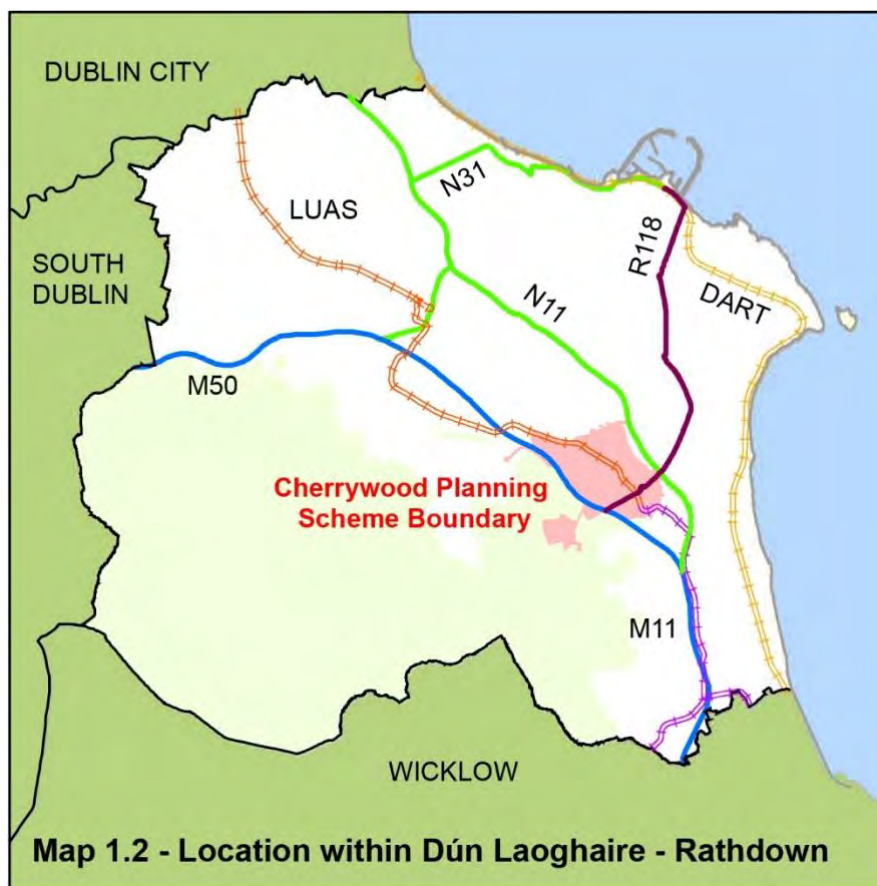 DUBLIN CITY
N31
LUAS
R118
SOUTH
DUBLIN
N11
DART
M50
Cherrywood Planning
Scheme Boundary
M11
WICKLOW
Map 1.2 - Location within Dún Laoghaire - Rathdown